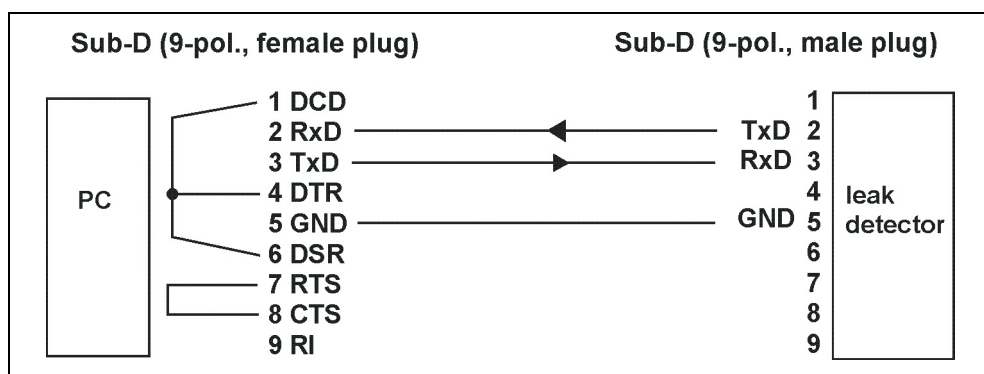 Sub-D (9-pol., female plug) Sub-D (9-pol., male plug)
1 DCD 1
2 RxD TxD 2
3 TxD RxD 3
PC 4 DTR 4 leak
5 GND GND 5 detector
6 DSR 6
7 RTS 7
8 CTS 8
9 RI 9